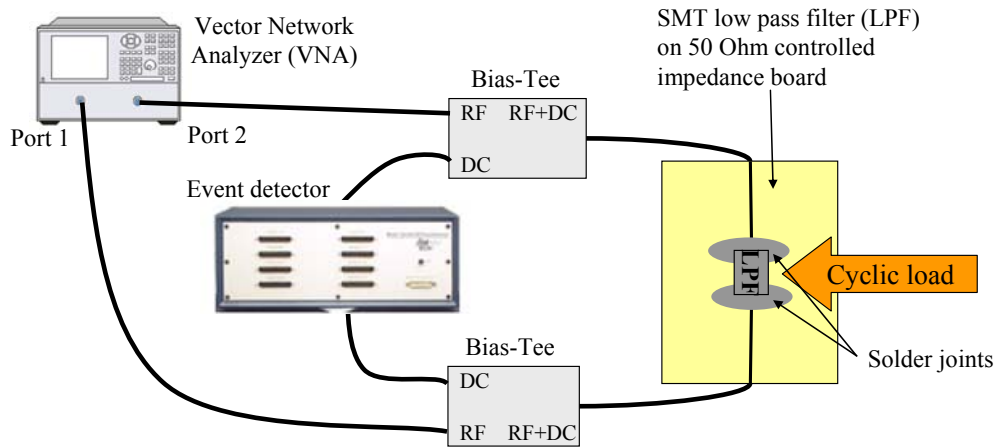 Vector Network
Analyzer (VNA)
SMT low pass filter (LPF)
on 50 Ohm controlled
impedance board
Bias-Tee
RF RF+DC
DC
Port 1
Port 2
Event detector
LPF
Cyclic load
Solder joints
Bias-Tee
DC
RF RF+DC